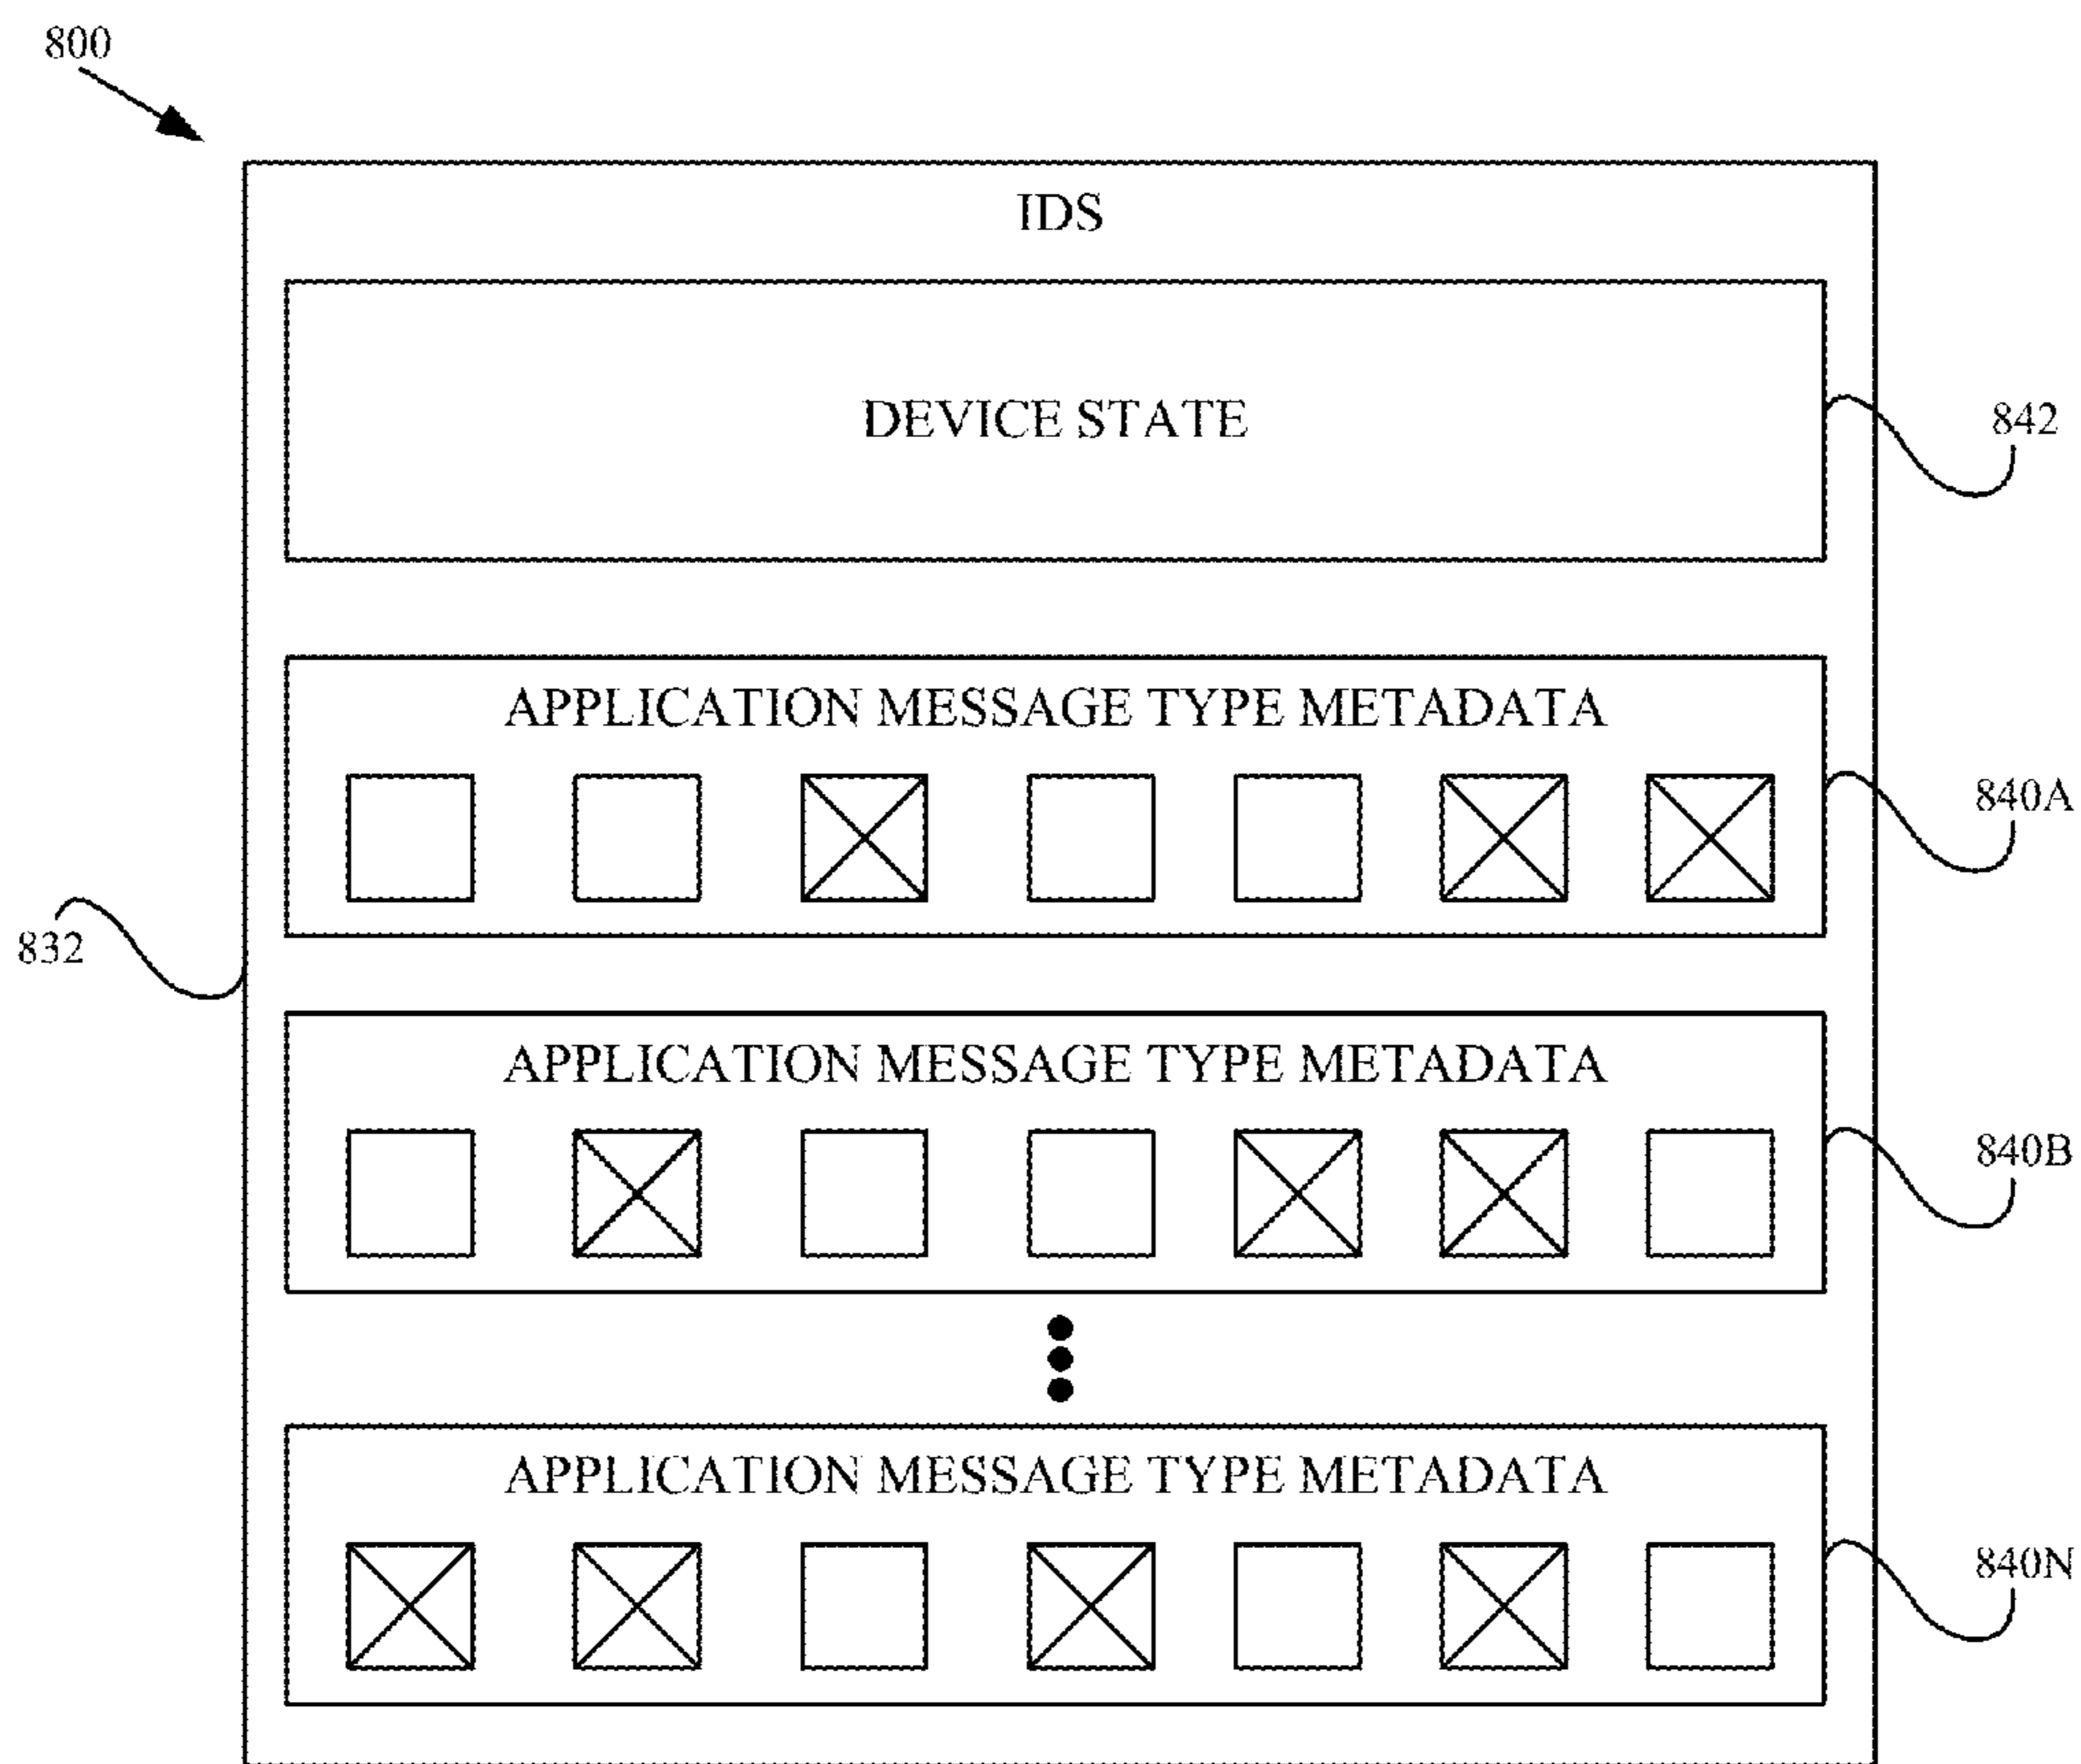 800
IDS
DEVICE STATE
842
APPLICATION MESSAGE TYPE METADATA
840A
832
APPLICATION MESSAGE TYPE METADATA
840B
APPLICATION MESSAGE TYPE METADATA
840N